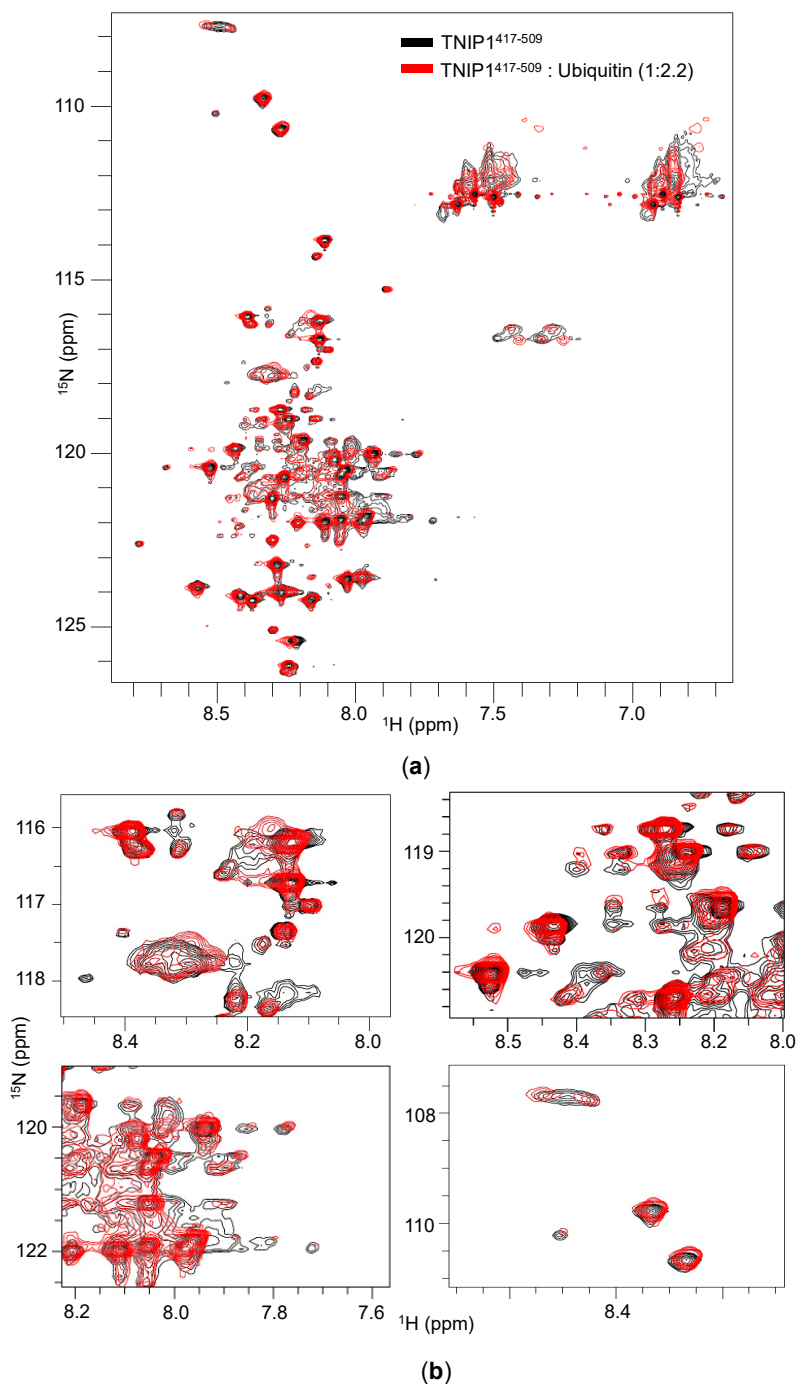 TNIP1⁴¹⁷⁻⁵⁰⁹
TNIP1⁴¹⁷⁻⁵⁰⁹ : Ubiquitin (1:2.2)
110
115
120
125
¹⁵N (ppm)
8.5 8.0 7.5 7.0
¹H (ppm)
(a)
116
117
118
8.4 8.2 8.0
119
120
8.5 8.4 8.3 8.2 8.1 8.0
¹⁵N (ppm)
120
122
8.2 8.0 7.8 7.6
108
110
8.4
¹H (ppm)
(b)